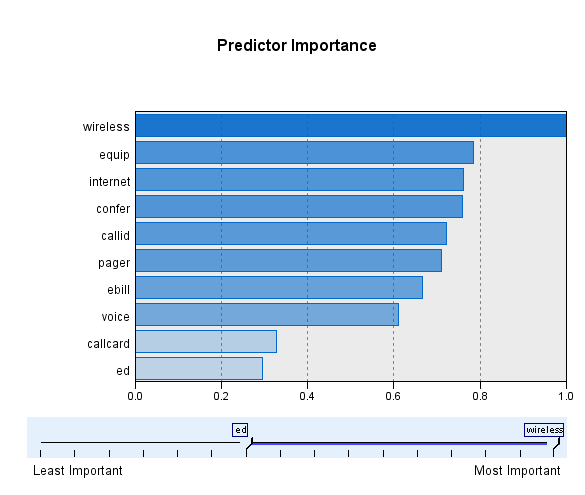 Predictor Importance
wireless
equip
internet
confer
callid
pager
ebill
voice
callcard
ed
0.0 0.2 0.4 0.6 0.8 1.0
ed wireless
Least Important Most Important